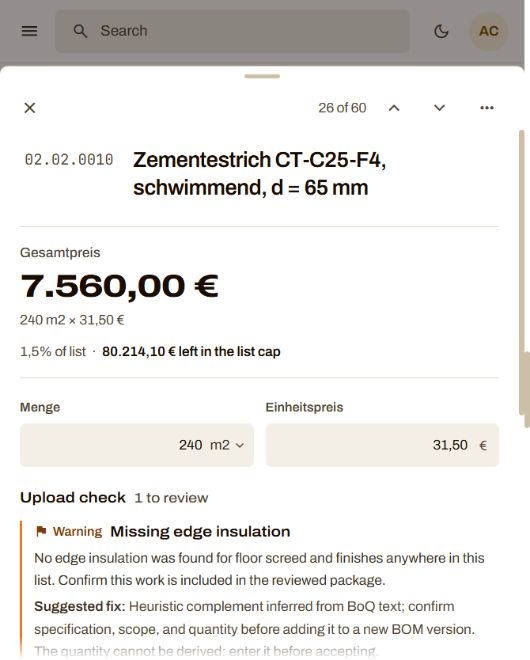 Search
AC
26 of 60
02.02.0010
Zementestrich CT-C25-F4,
schwimmend, d = 65 mm
Gesamtpreis
7.560,00 €
240 m2 × 31,50 €
1,5% of list · 80.214,10 € left in the list cap
Menge
Einheitspreis
240 m2
31,50 €
Upload check 1 to review
Warning Missing edge insulation
No edge insulation was found for floor screed and finishes anywhere in this
list. Confirm this work is included in the reviewed package.
Suggested fix: Heuristic complement inferred from BoQ text; confirm
specification, scope, and quantity before adding it to a new BOM version.
The quantity cannot be derived; enter it before accepting.